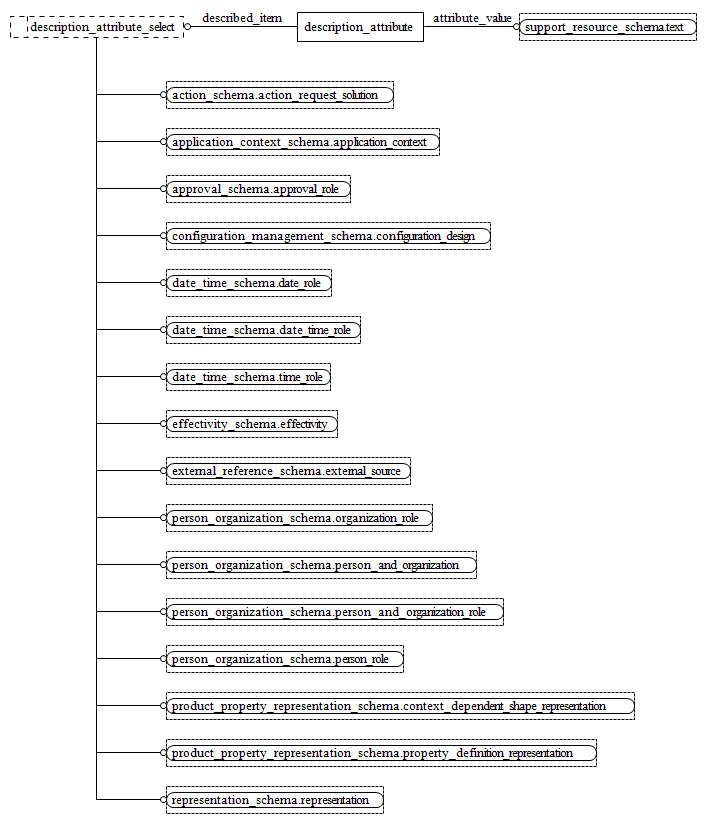 description_attribute_select described_item description_attribute attribute_value support_resource_schema.text
action_schema.action_request_solution
application_context_schema.application_context
approval_schema.approval_role
configuration_management_schema.configuration_design
date_time_schema.date_role
date_time_schema.date_time_role
date_time_schema.time_role
effectivity_schema.effectivity
external_reference_schema.external_source
person_organization_schema.organization_role
person_organization_schema.person_and_organization
person_organization_schema.person_and_organization_role
person_organization_schema.person_role
product_property_representation_schema.context_dependent_shape_representation
product_property_representation_schema.property_definition_representation
representation_schema.representation